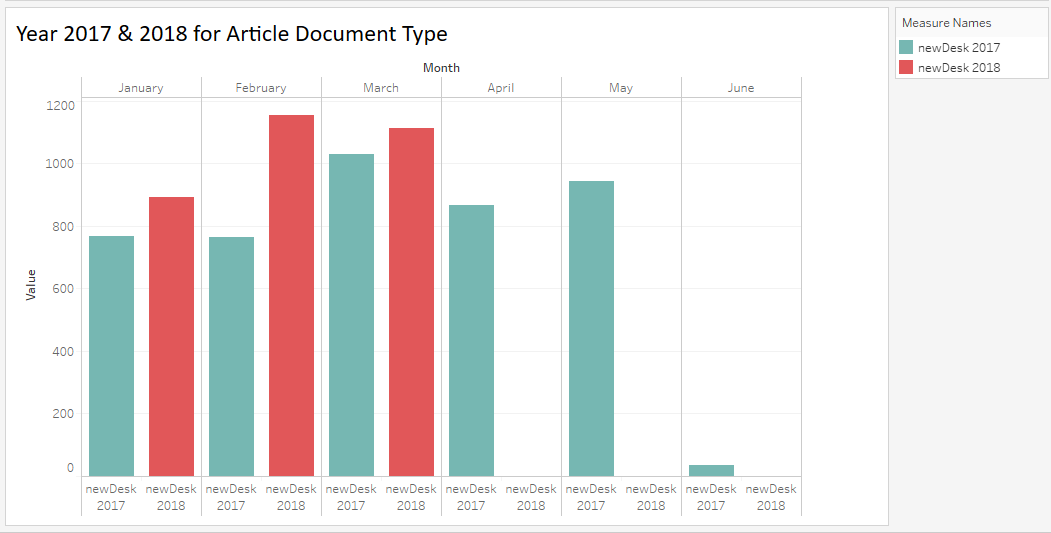 Year 2017 & 2018 for Article Document Type
Measure Names
newDesk 2017
newDesk 2018
Month
January February March April May June
1200
1000
800
600
400
200
0
Value
newDesk newDesk newDesk newDesk newDesk newDesk newDesk newDesk newDesk newDesk newDesk newDesk
2017 2018 2017 2018 2017 2018 2017 2018 2017 2018 2017 2018